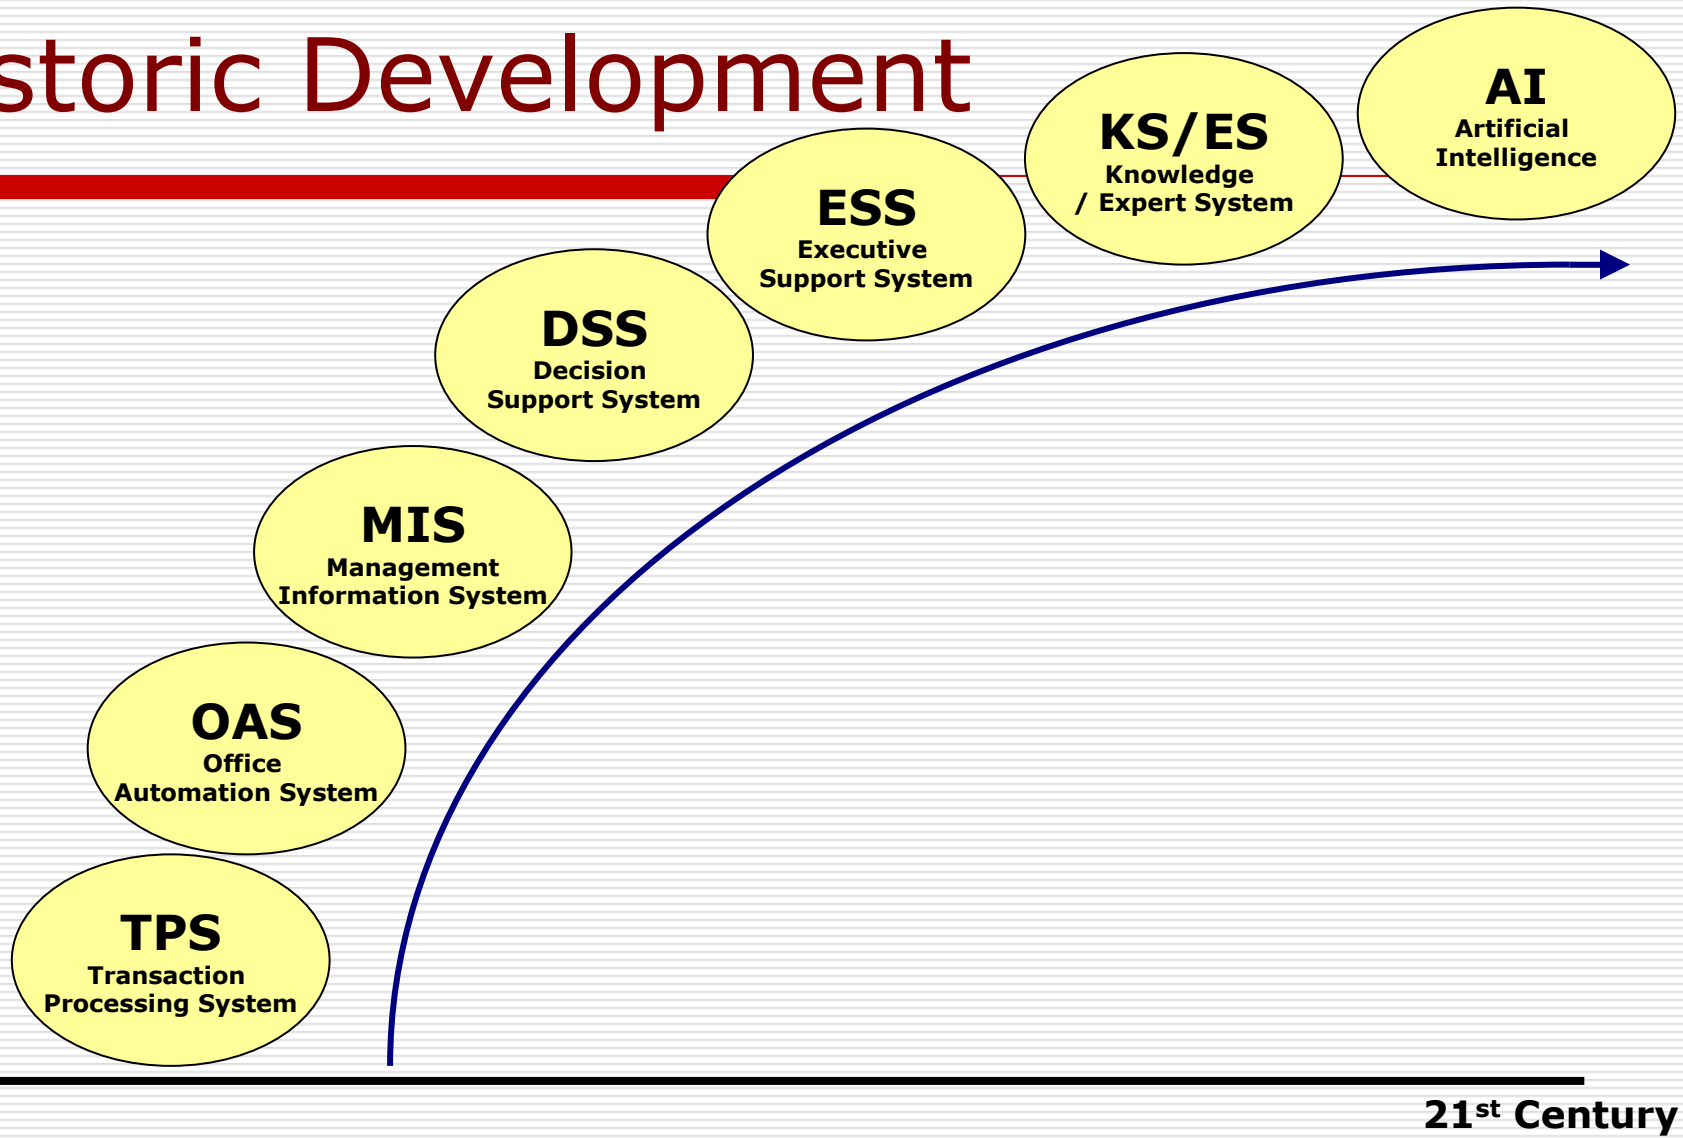 storic Development
AI
Artificial
Intelligence
KS/ES
Knowledge
/ Expert System
ESS
Executive
Support System
DSS
Decision
Support System
MIS
Management
Information System
OAS
Office
Automation System
TPS
Transaction
Processing System
21st Century